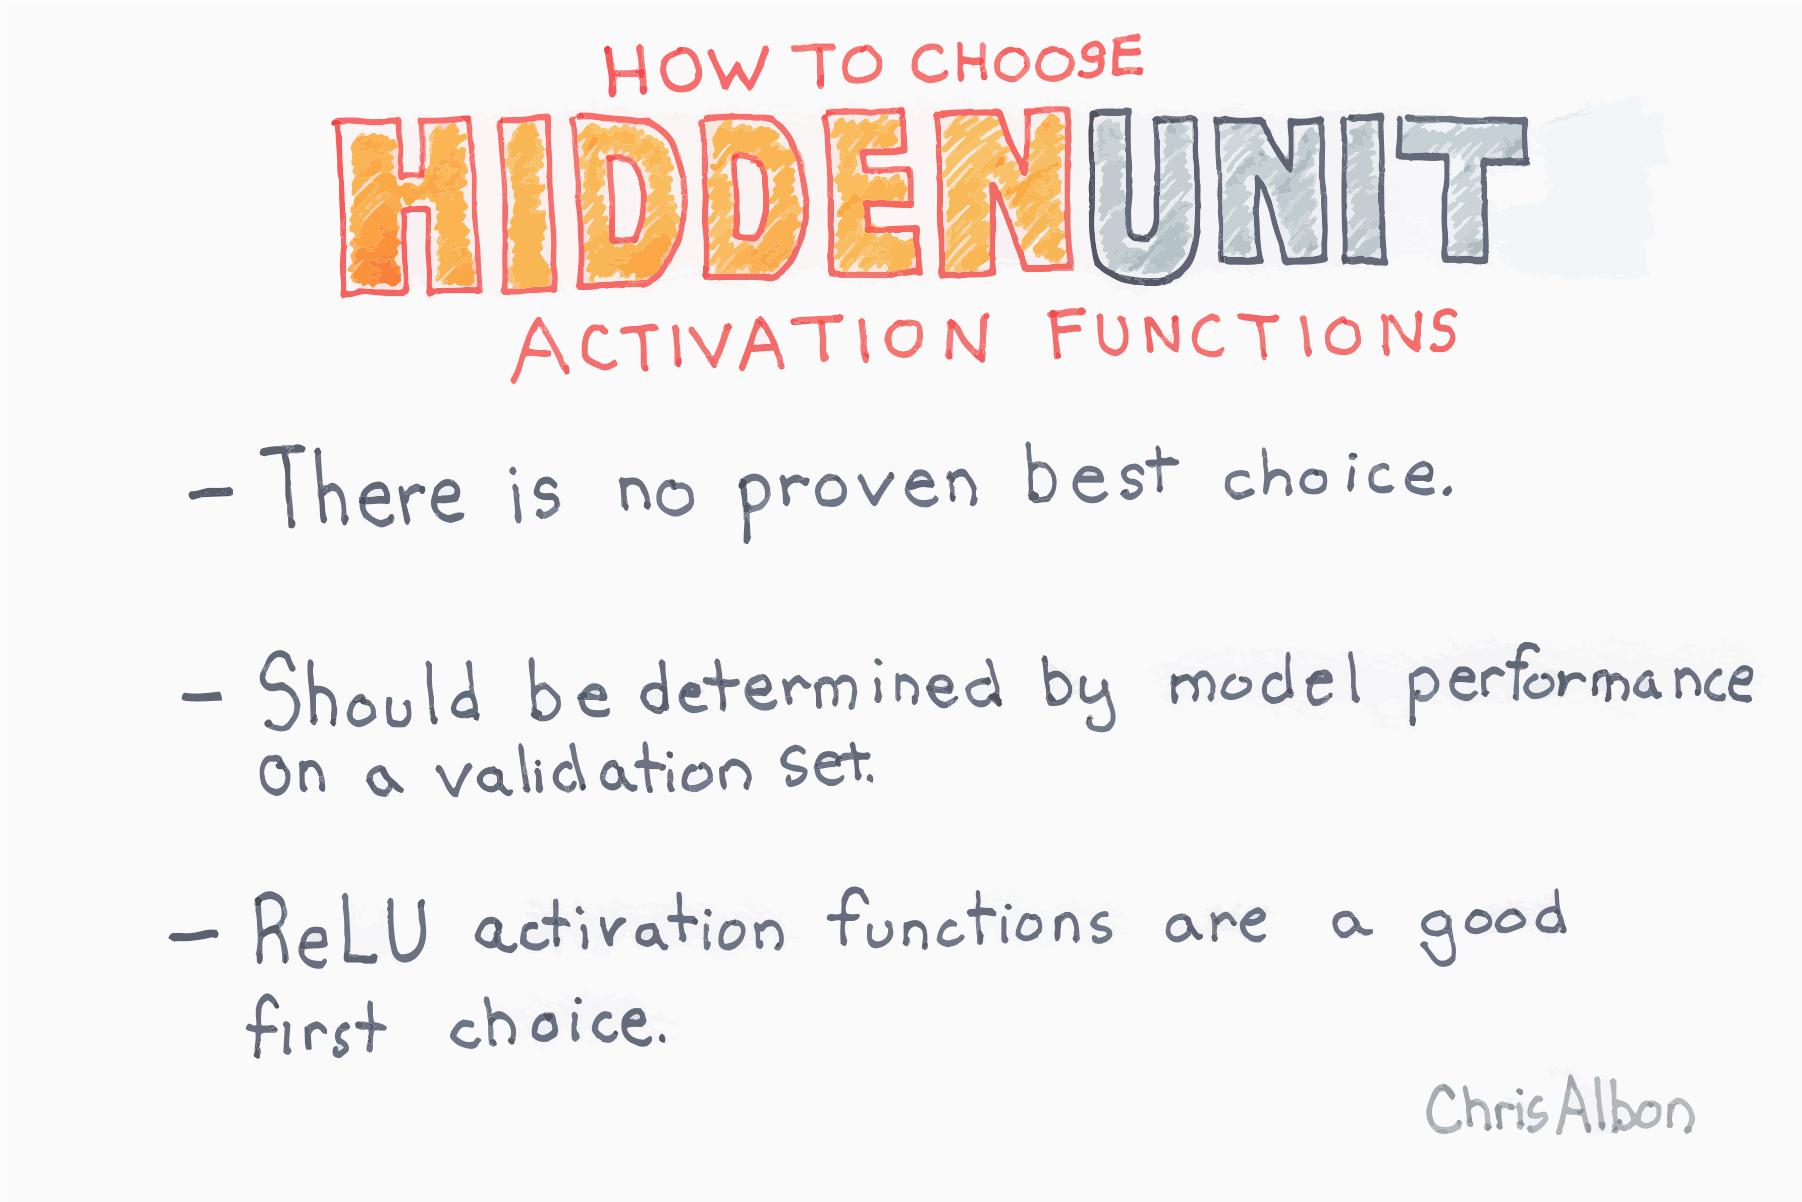 HOW TO CHOOSE
HIDDEN UNIT
ACTIVATION FUNCTIONS
- There is no proven best choice.
- Should be determined by model performance
on a validation set.
- ReLU activation functions are a good
first choice.
Chris Albon